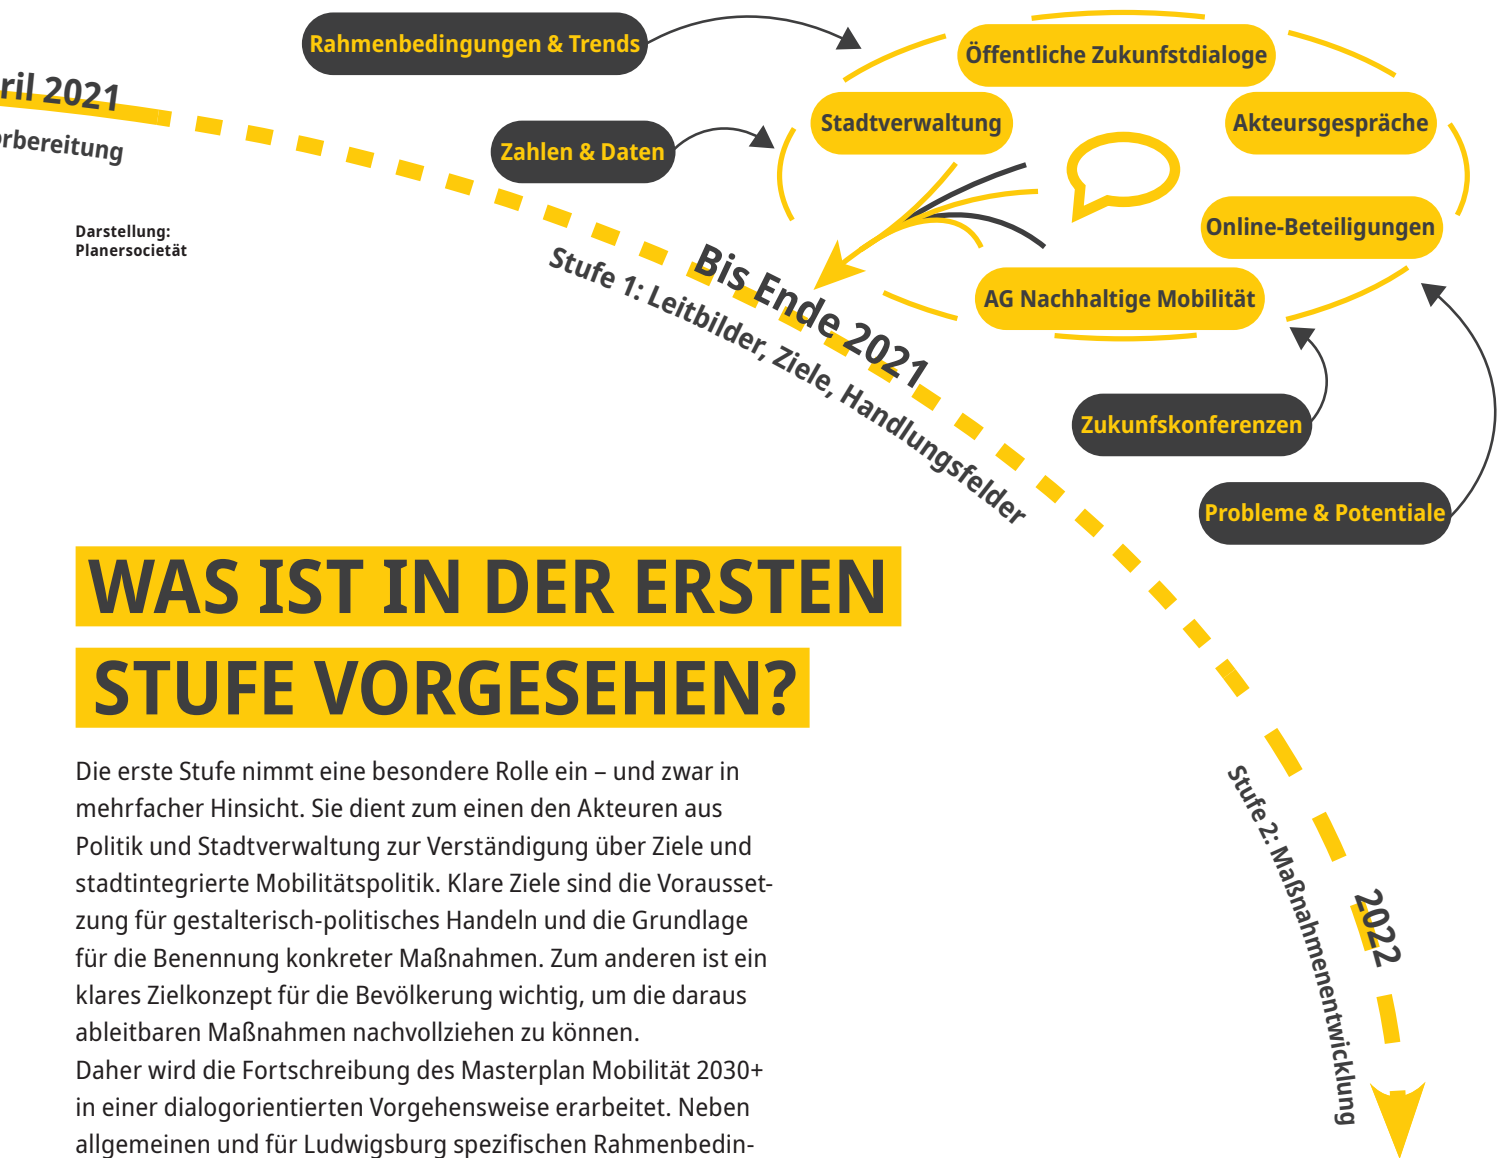 Rahmenbedingungen & Trends
Öffentliche Zukunfstdialoge
ril 2021
Stadtverwaltung
Akteursgespräche
rbereitung
Zahlen & Daten
Darstellung:
Planersocietät
Online-Beteiligungen
Bis Ende 2021
Stufe 1: Leitbilder, Ziele, Handlungsfelder
AG Nachhaltige Mobilität
Zukunfskonferenzen
Probleme & Potentiale
WAS IST IN DER ERSTEN
STUFE VORGESEHEN?
Die erste Stufe nimmt eine besondere Rolle ein – und zwar in
mehrfacher Hinsicht. Sie dient zum einen den Akteuren aus
Politik und Stadtverwaltung zur Verständigung über Ziele und
stadtintegrierte Mobilitätspolitik. Klare Ziele sind die Vorausset-
zung für gestalterisch-politisches Handeln und die Grundlage
für die Benennung konkreter Maßnahmen. Zum anderen ist ein
klares Zielkonzept für die Bevölkerung wichtig, um die daraus
ableitbaren Maßnahmen nachvollziehen zu können.
Daher wird die Fortschreibung des Masterplan Mobilität 2030+
in einer dialogorientierten Vorgehensweise erarbeitet. Neben
allgemeinen und für Ludwigsburg spezifischen Rahmenbedin-
2022
Stufe 2: Maßnahmenentwicklung